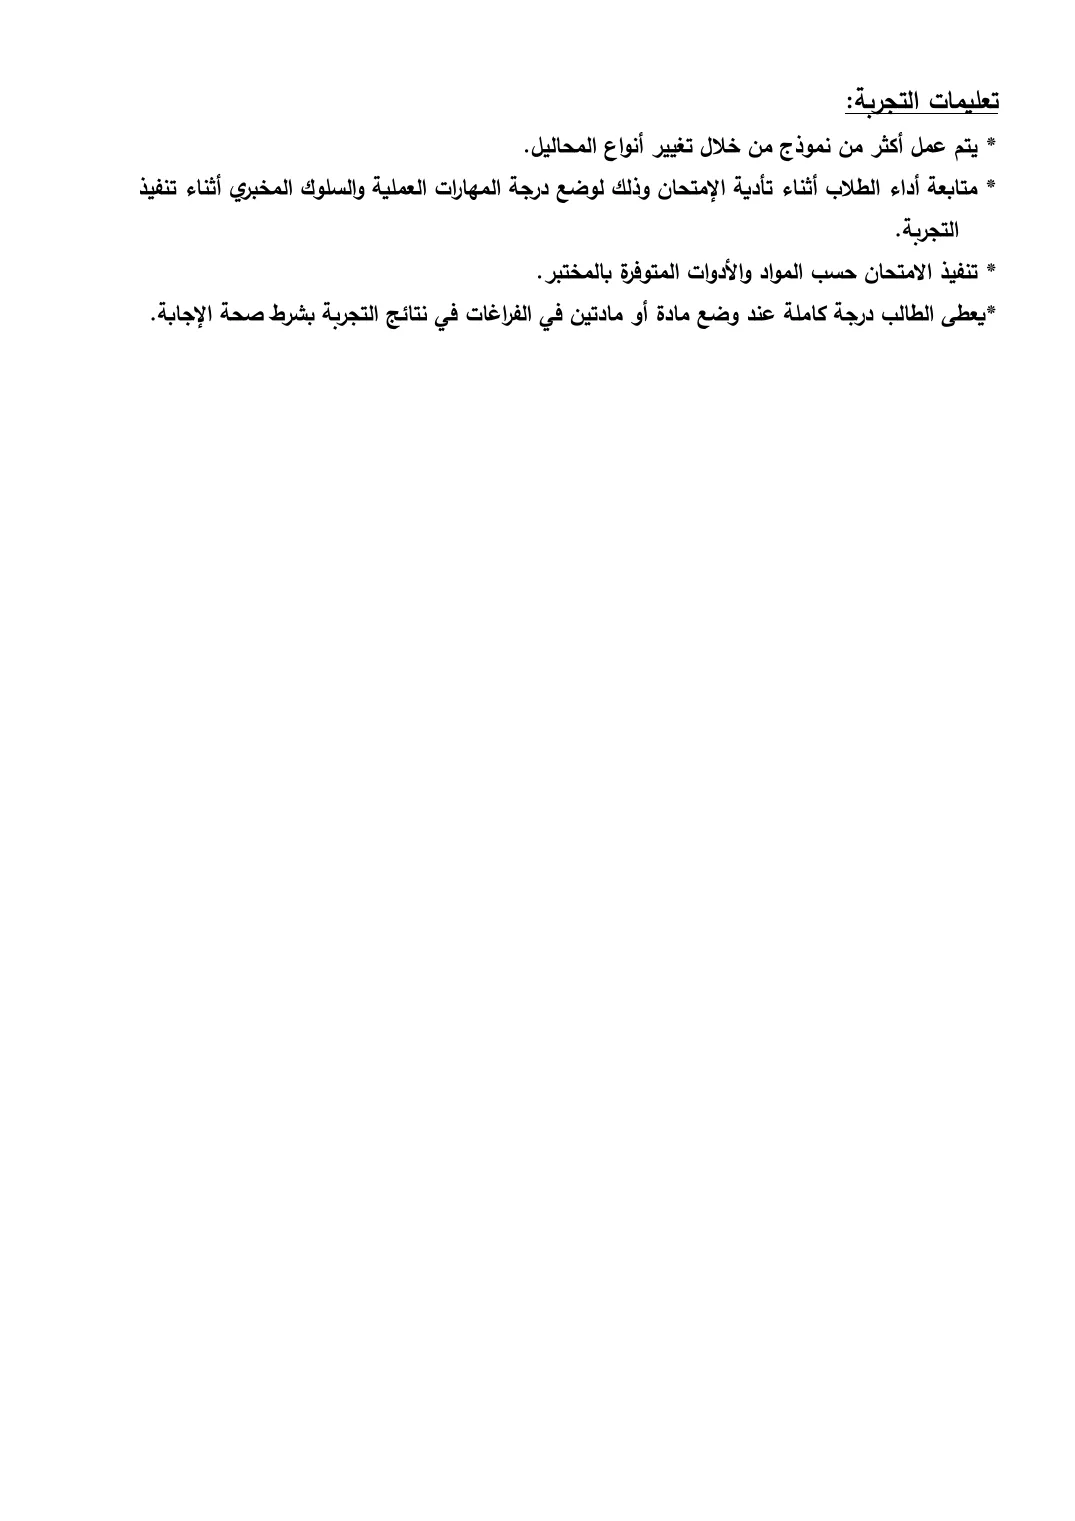 تعليمات التجربة:
* يتم عمل أكثر من نموذج من خلال تغيير أنواع المحاليل.
* متابعة أداء الطلاب أثناء تأدية الإمتحان وذلك لوضع درجة المهارات العملية والسلوك المخبري أثناء تنفيذ
التجربة.
* تنفيذ الامتحان حسب المواد والأدوات المتوفرة بالمختبر.
*يعطى الطالب درجة كاملة عند وضع مادة أو مادتين في الفراغات في نتائج التجربة بشرط صحة الإجابة.